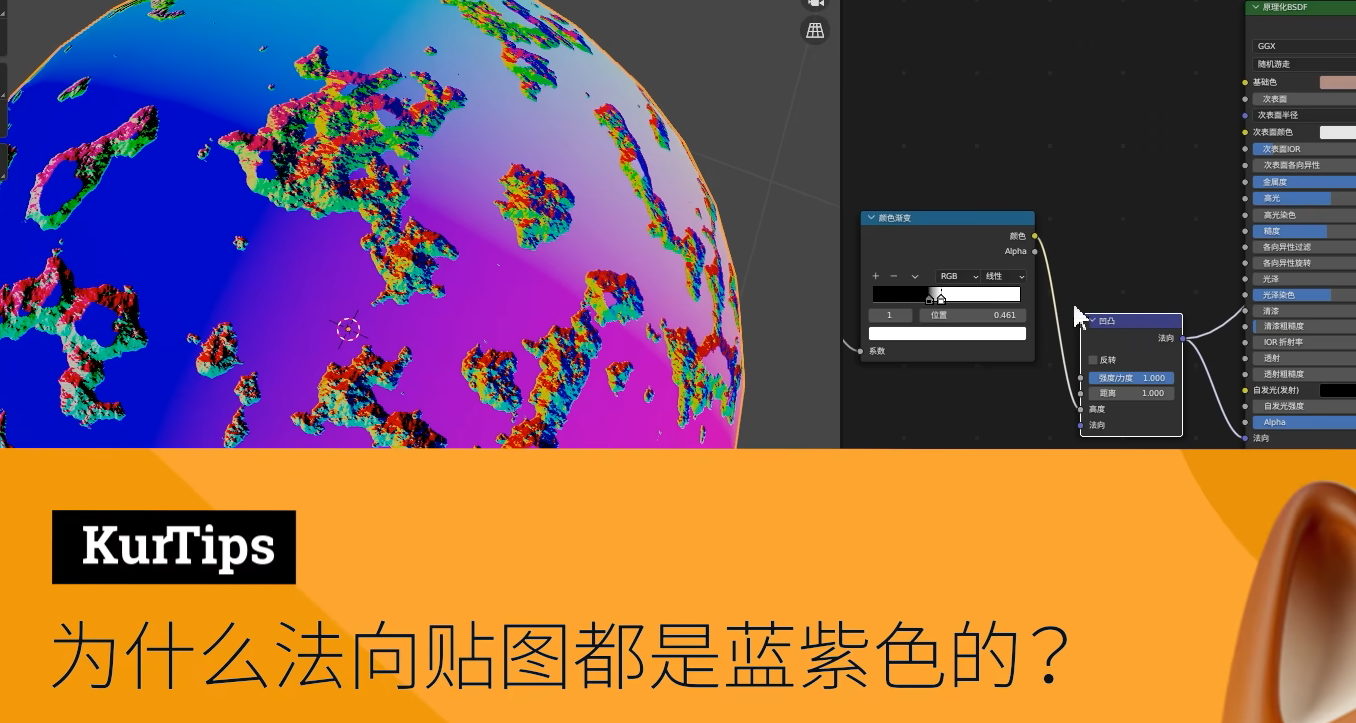 原理化BSDF
GGX
随机游走
基础色
次表面
次表面半径
次表面颜色
次表面IOR
次表面各向异性
金属度
高光
高光染色
糙度
各向异性过滤
各向异性旋转
光泽
光泽染色
清漆
清漆粗糙度
IOR 折射率
透射
透射粗糙度
自发光(发射)
自发光强度
Alpha
法向
颜色渐变
颜色
Alpha
+ − RGB 线性
1 位置 0.461
系数
凹凸
法向
反转
强度/力度 1.000
距离 1.000
高度
法向
KurTips
为什么法向贴图都是蓝紫色的?